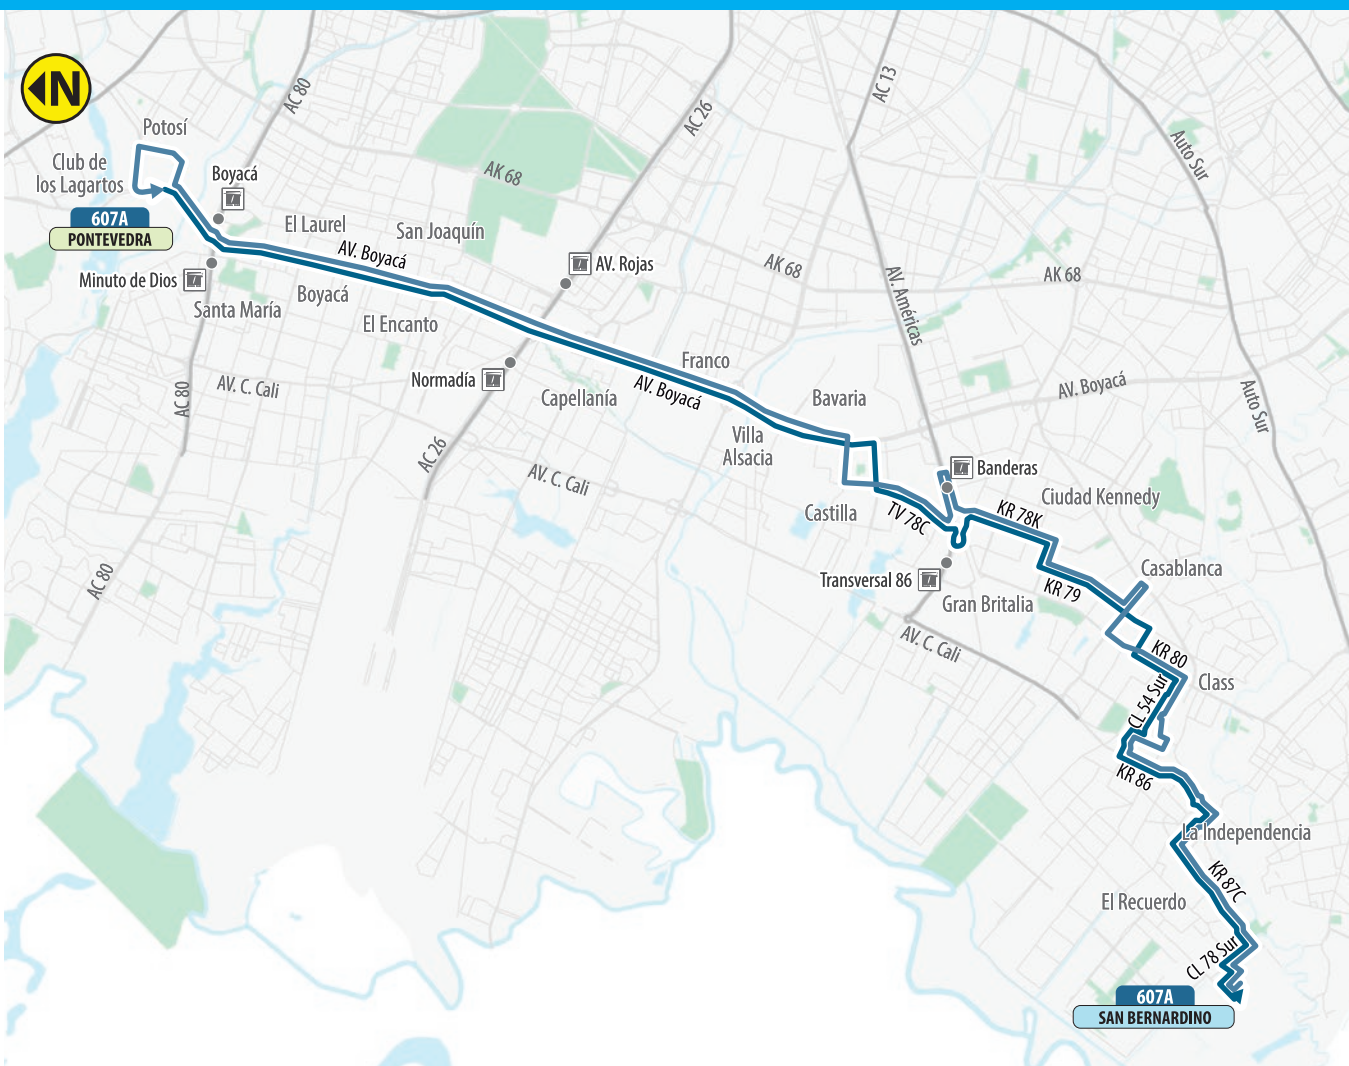 N
AC 80
Potosí
Club de
los Lagartos
Boyacá
607A
PONTEVEDRA
Minuto de Dios
El Laurel
San Joaquín
AV. Boyacá
AK 68
AC 26
AC 13
Auto Sur
AV. Rojas
AK 68
AV. Américas
AK 68
Santa María
Boyacá
El Encanto
AC 80
AV. C. Cali
Normadía
Franco
AV. Boyacá
Capellanía
Villa
Alsacia
Bavaria
AV. Boyacá
Auto Sur
AC 26
AV. C. Cali
Banderas
Ciudad Kennedy
Castilla
TV 78C
KR 78K
AC 80
Transversal 86
KR 79
Casablanca
Gran Britalia
AV. C. Cali
KR 80
Class
CL 54 Sur
KR 86
La Independencia
KR 87C
El Recuerdo
CL 78 Sur
607A
SAN BERNARDINO